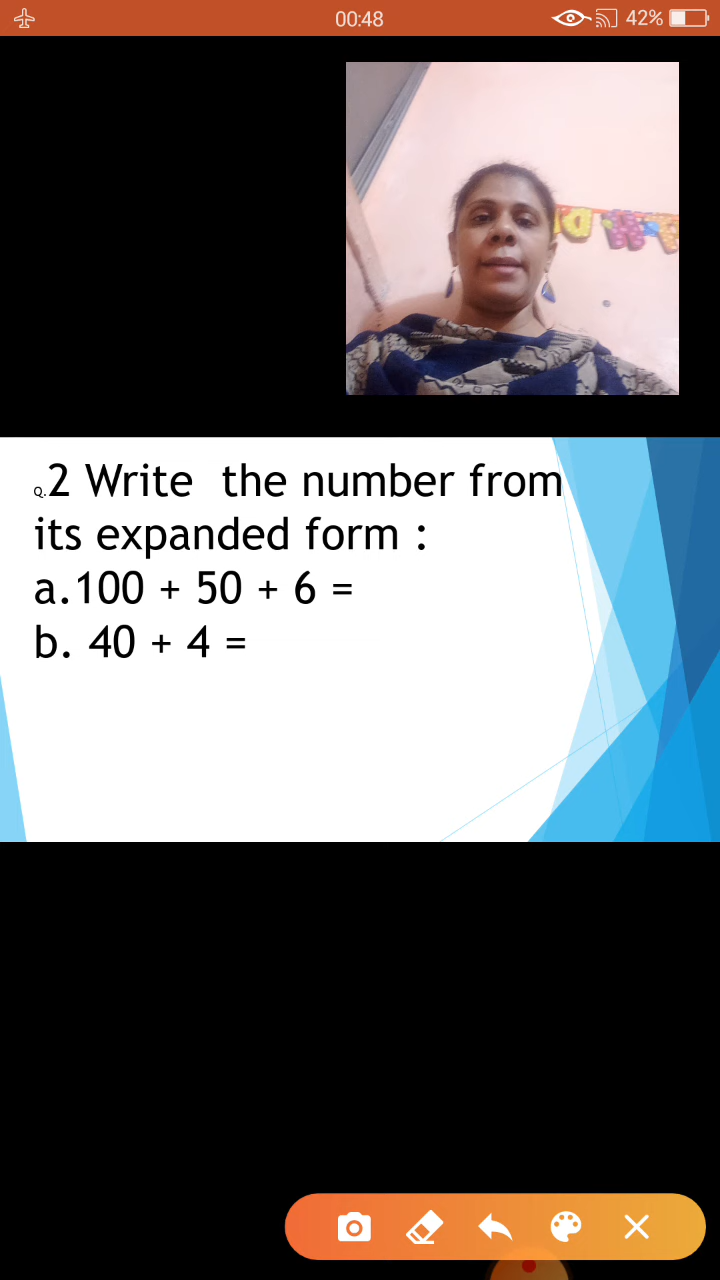 00:48
42%
Q.2 Write the number from
its expanded form :
a.100 + 50 + 6 =
b. 40 + 4 =